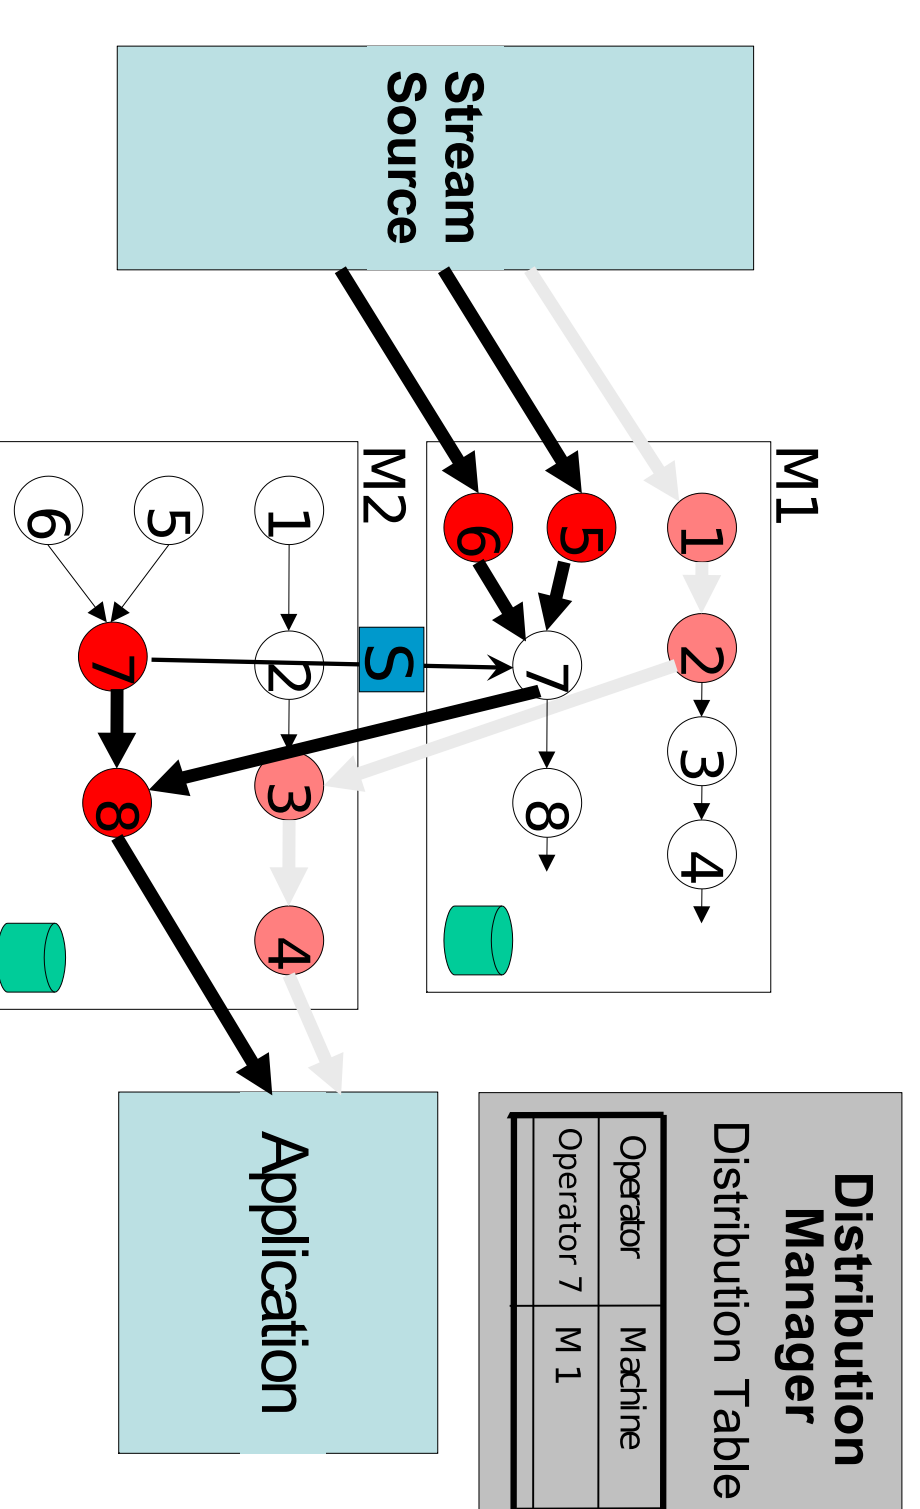 Stream
Source
M1
1
2
3
4
5
6
7
8
M2
1
2
3
4
5
6
7
8
S
Distribution
Manager
Distribution Table
Operator Machine
Operator 7 M 1
Application